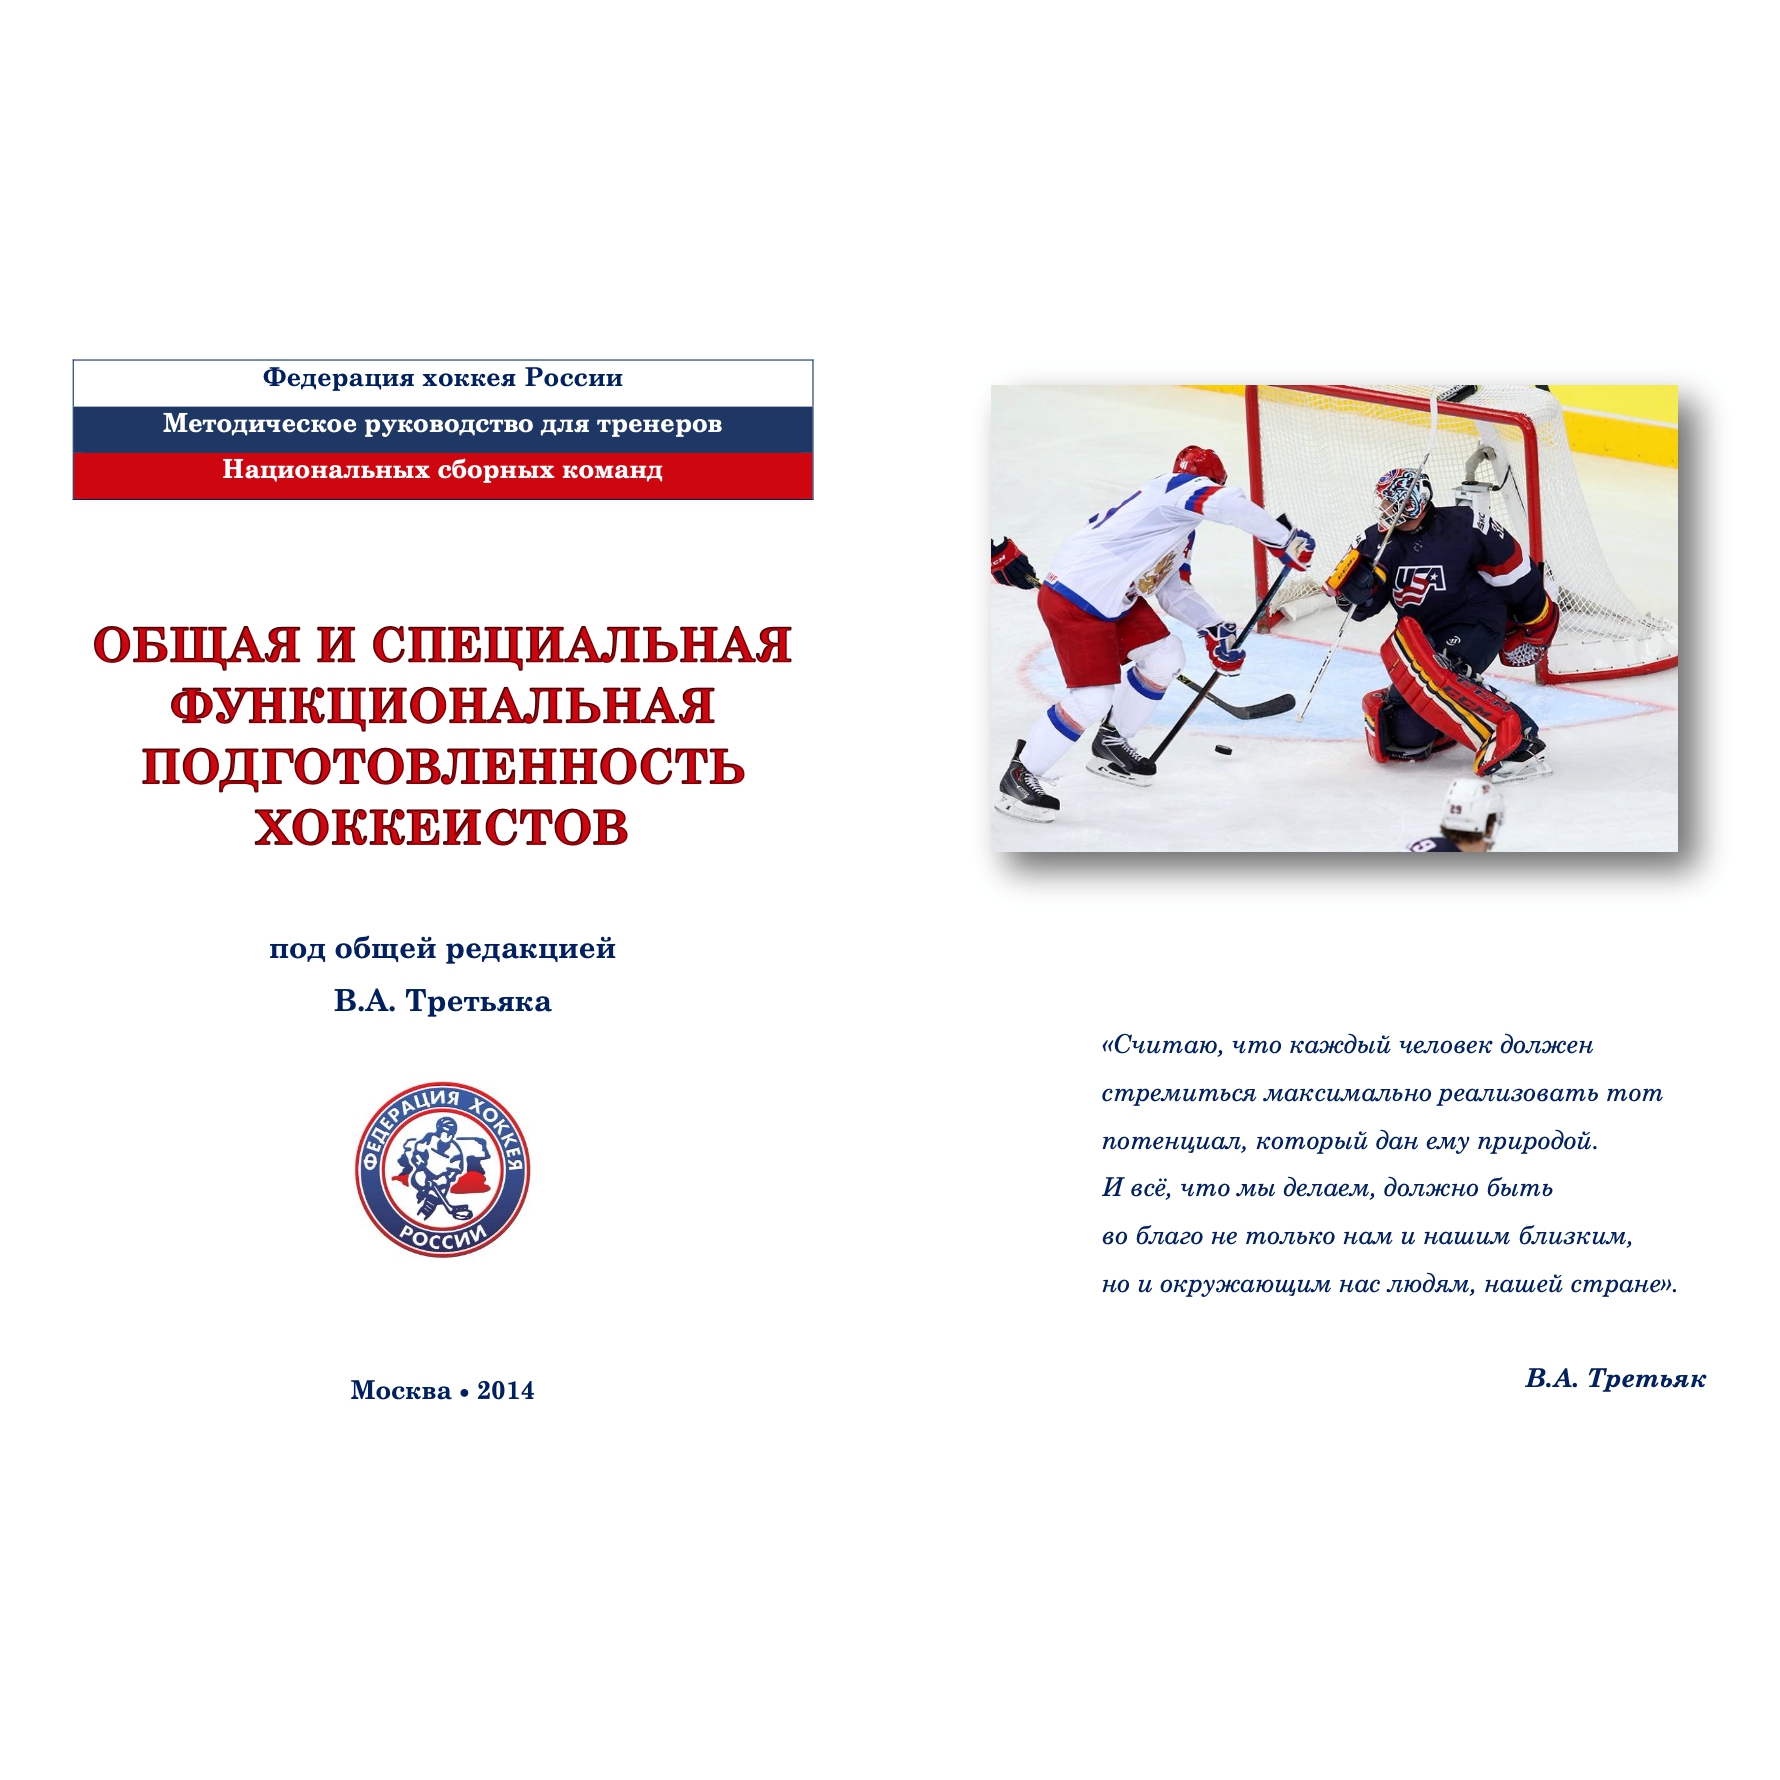 Федерация хоккея России
Методическое руководство для тренеров
Национальных сборных команд
ОБЩАЯ И СПЕЦИАЛЬНАЯ
ФУНКЦИОНАЛЬНАЯ
ПОДГОТОВЛЕННОСТЬ
ХОККЕИСТОВ
под общей редакцией
В.А. Третьяка
ФЕДЕРАЦИЯ ХОККЕЯ
РОССИИ
Москва • 2014
USA
CCM
29
«Считаю, что каждый человек должен
стремиться максимально реализовать тот
потенциал, который дан ему природой.
И всё, что мы делаем, должно быть
во благо не только нам и нашим близким,
но и окружающим нас людям, нашей стране».
В.А. Третьяк